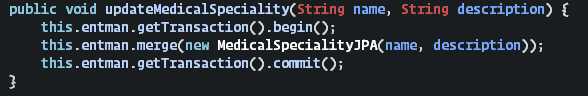 public void updateMedicalSpeciality(String name, String description) {
    this.entman.getTransaction().begin();
    this.entman.merge(new MedicalSpecialityJPA(name, description));
    this.entman.getTransaction().commit();
}